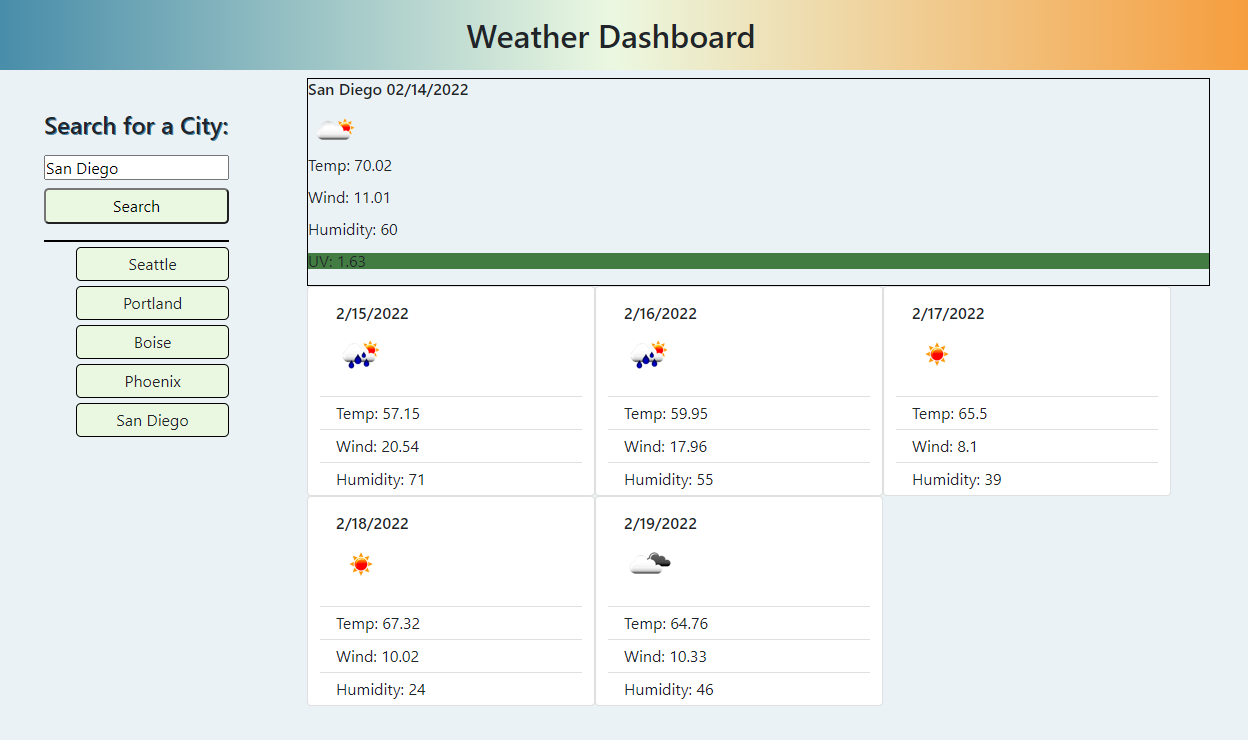 Weather Dashboard
Search for a City:
San Diego
Search
Seattle
Portland
Boise
Phoenix
San Diego
San Diego 02/14/2022
Temp: 70.02
Wind: 11.01
Humidity: 60
UV: 1.63
2/15/2022
Temp: 57.15
Wind: 20.54
Humidity: 71
2/16/2022
Temp: 59.95
Wind: 17.96
Humidity: 55
2/17/2022
Temp: 65.5
Wind: 8.1
Humidity: 39
2/18/2022
Temp: 67.32
Wind: 10.02
Humidity: 24
2/19/2022
Temp: 64.76
Wind: 10.33
Humidity: 46